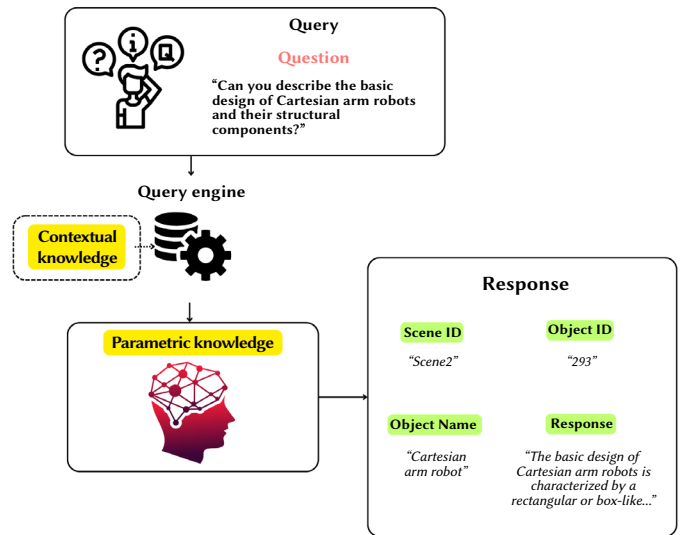 Query
Question
“Can you describe the basic
design of Cartesian arm robots
and their structural
components?”
Query engine
Contextual
knowledge
Parametric knowledge
Response
Scene ID
Object ID
“Scene2”
“293”
Object Name
Response
“Cartesian
arm robot”
“The basic design of
Cartesian arm robots is
characterized by a
rectangular or box-like...”